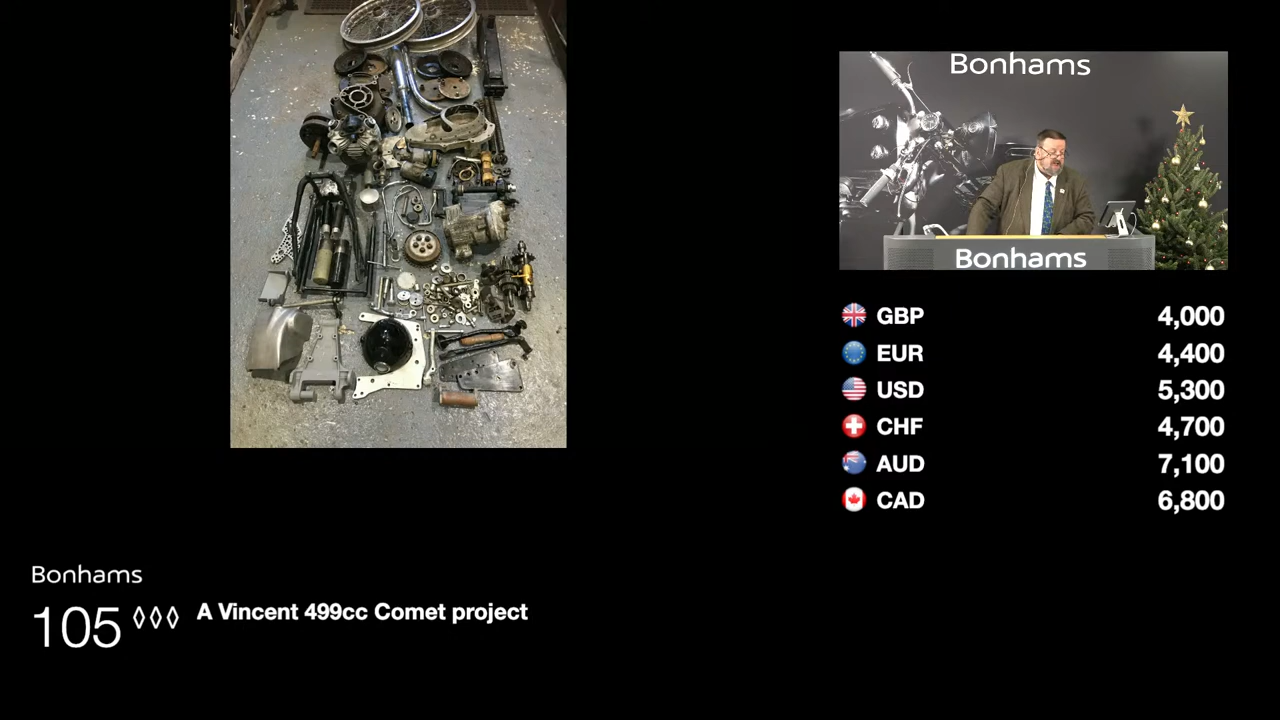 Bonhams
Bonhams
GBP 4,000
EUR 4,400
USD 5,300
CHF 4,700
AUD 7,100
CAD 6,800
Bonhams
105 ◊◊◊ A Vincent 499cc Comet project